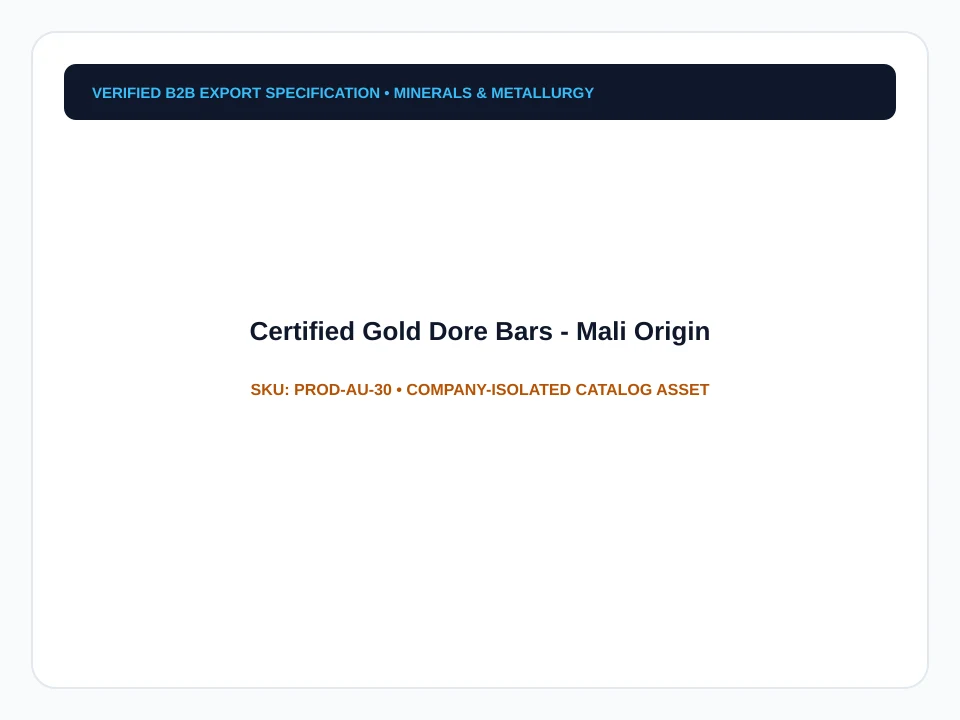 VERIFIED B2B EXPORT SPECIFICATION • MINERALS & METALLURGY
Certified Gold Dore Bars - Mali Origin
SKU: PROD-AU-30 • COMPANY-ISOLATED CATALOG ASSET